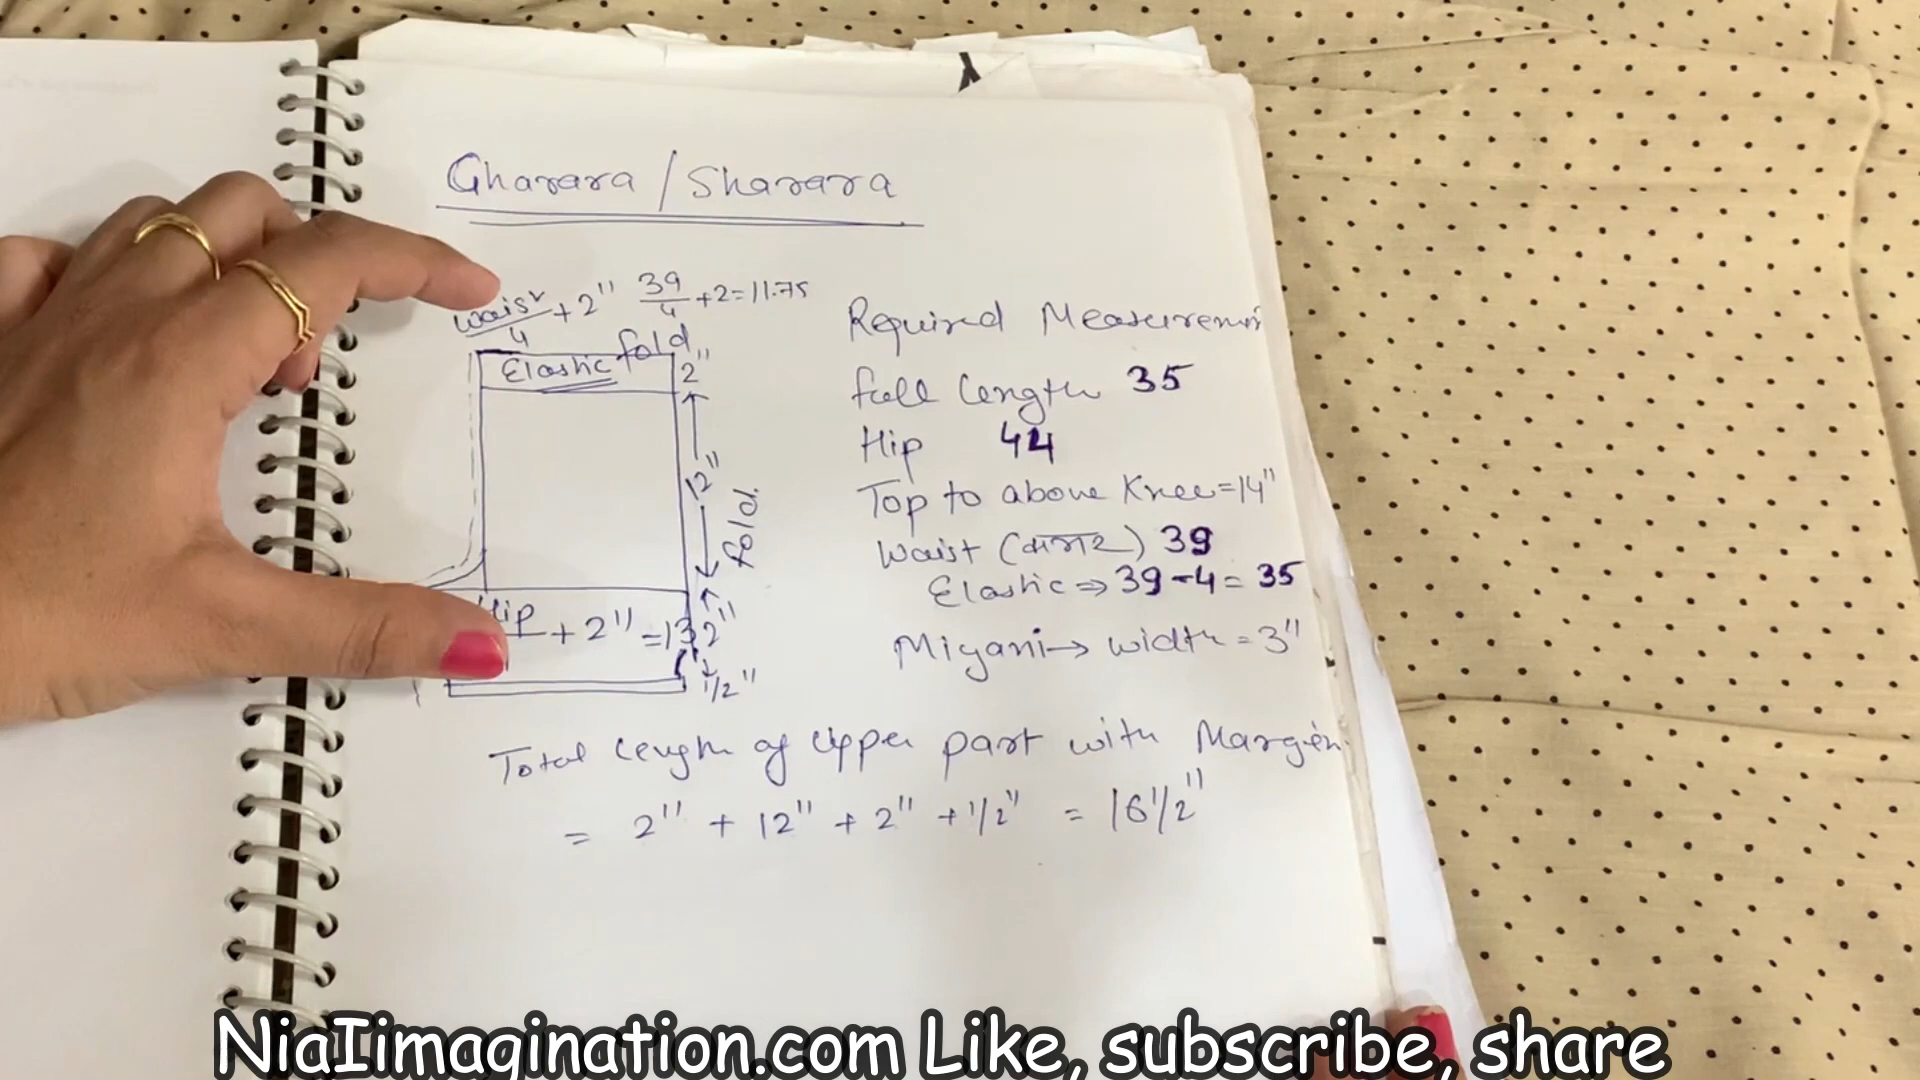 Gharara / Sharara
waist/4 + 2" 39/4 + 2 = 11.75
fold
Elastic 2"
12"
fold.
Hip + 2" = 13 2"
1/2"
Required Measuremen
full length 35
Hip 44
Top to above Knee = 14"
Waist (कमर) 39
Elastic ⇒ 39 - 4 = 35
Miyani → width = 3"
Total length of upper part with Margin.
= 2" + 12" + 2" + 1/2" = 16 1/2"
NiaIimagination.com Like, subscribe, share